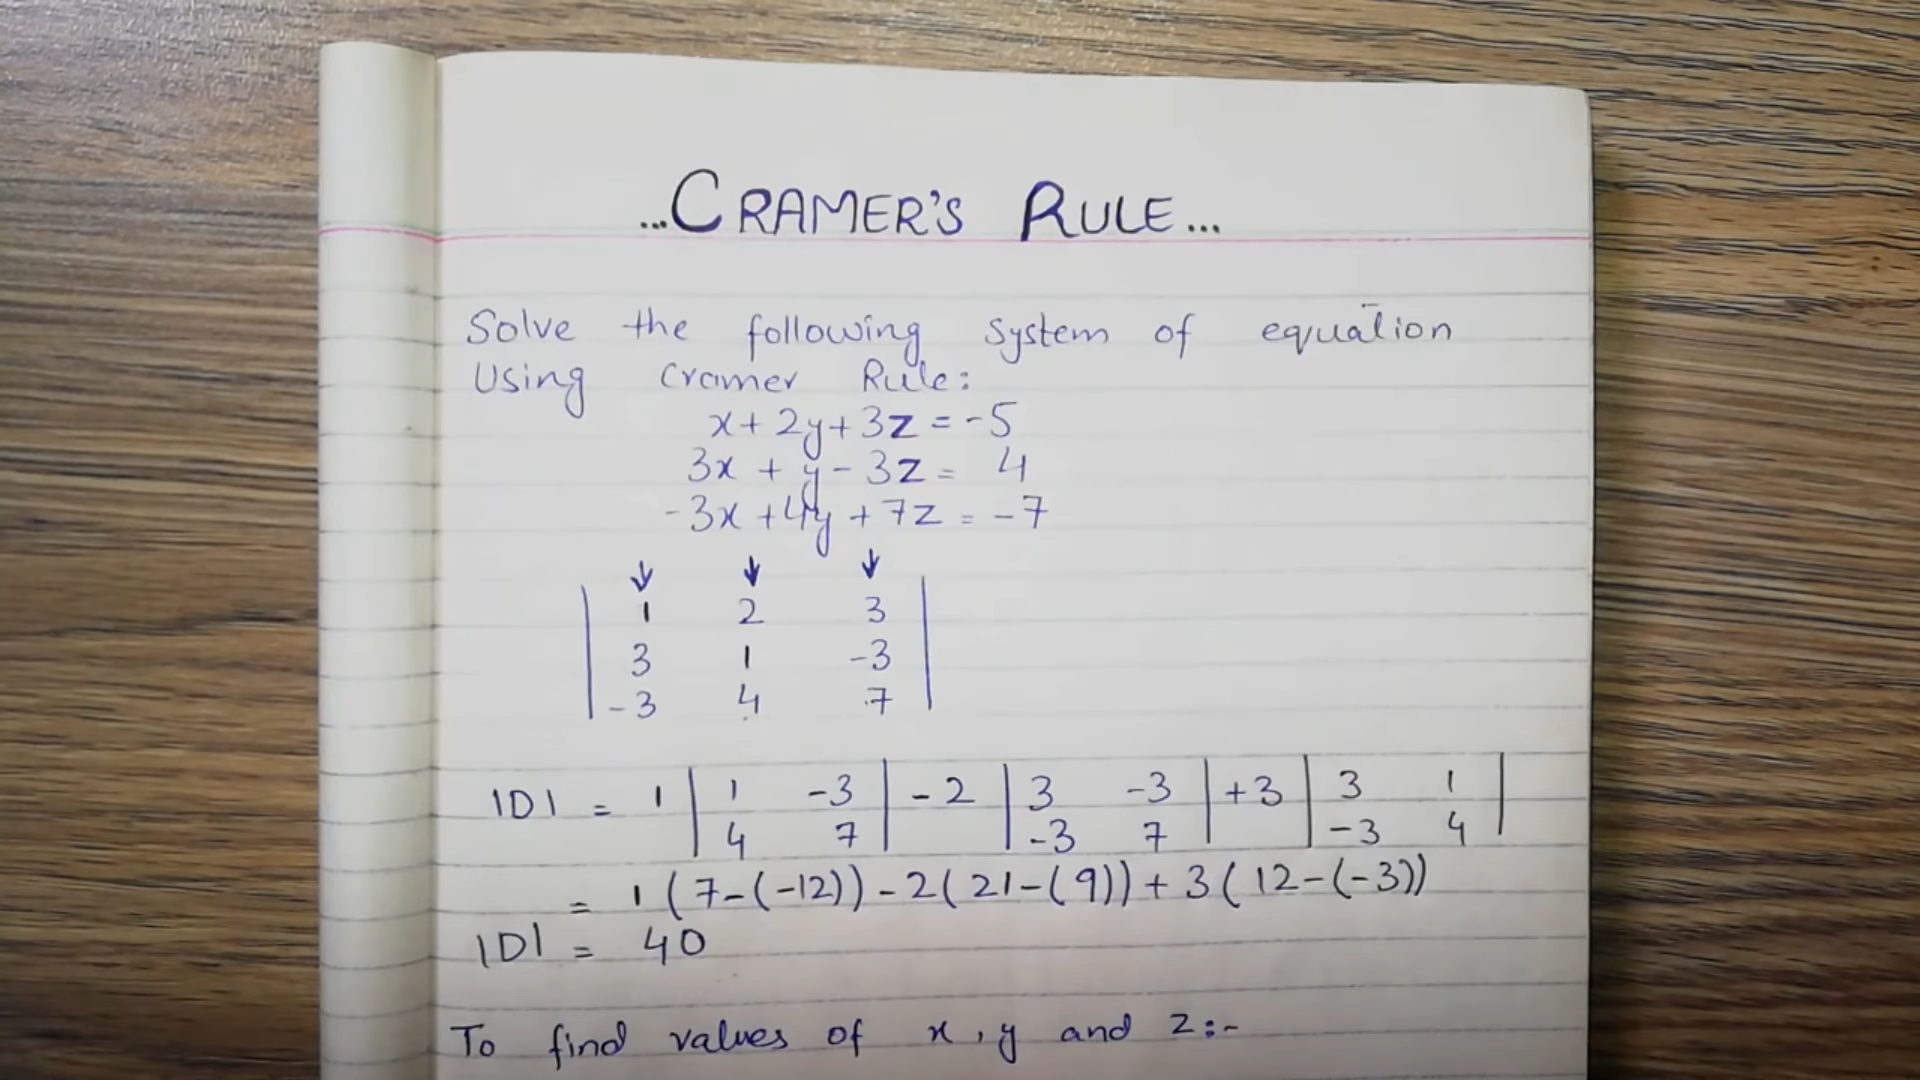 ...CRAMER'S RULE...
Solve the following system of equation
Using Cramer Rule:
x + 2y + 3z = -5
3x + y - 3z = 4
-3x + 4y + 7z = -7
↓ ↓ ↓
| 1 2 3 |
| 3 1 -3 |
| -3 4 7 |
|D| = 1 | 1 -3 | - 2 | 3 -3 | + 3 | 3 1 |
| 4 7 | | -3 7 | | -3 4 |
= 1 (7-(-12)) - 2(21-(9)) + 3(12-(-3))
|D| = 40
To find values of x, y and z:-